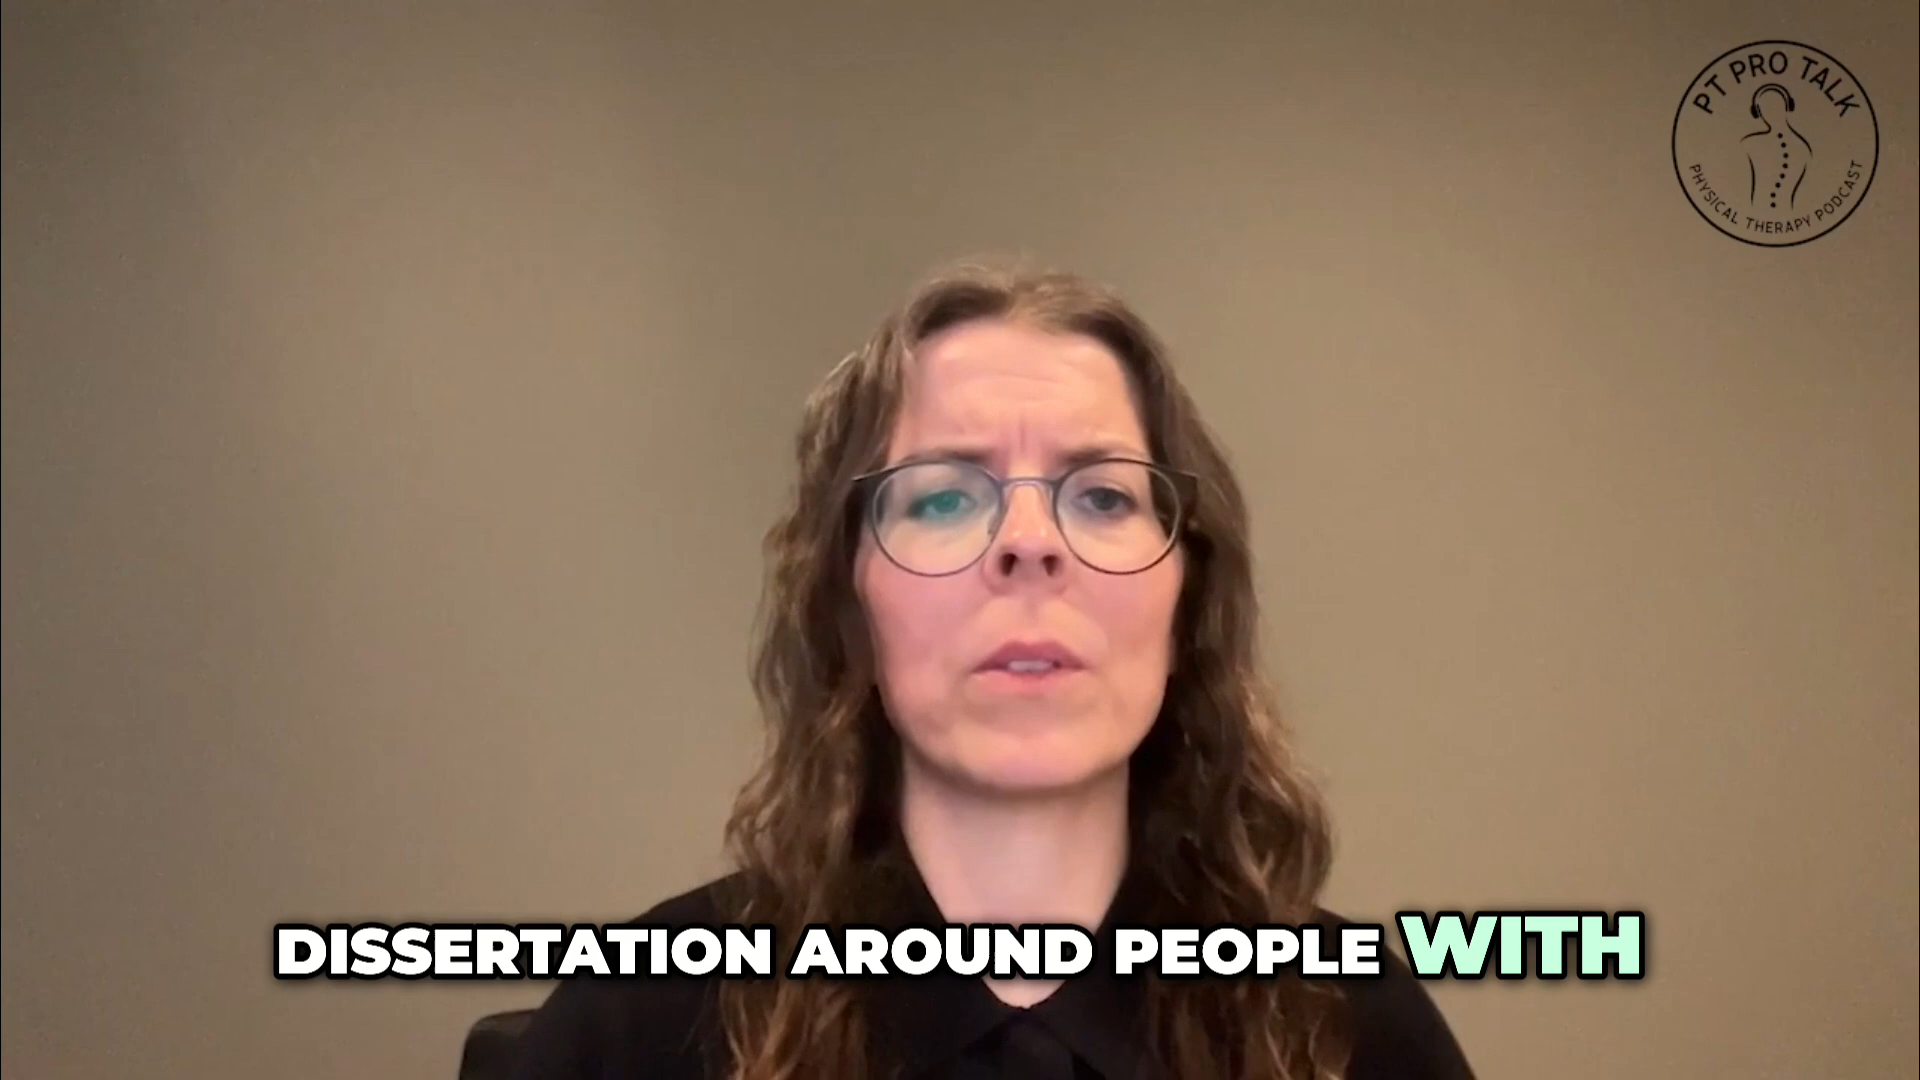 PT PRO TALK
PHYSICAL THERAPY PODCAST
DISSERTATION AROUND PEOPLE WITH